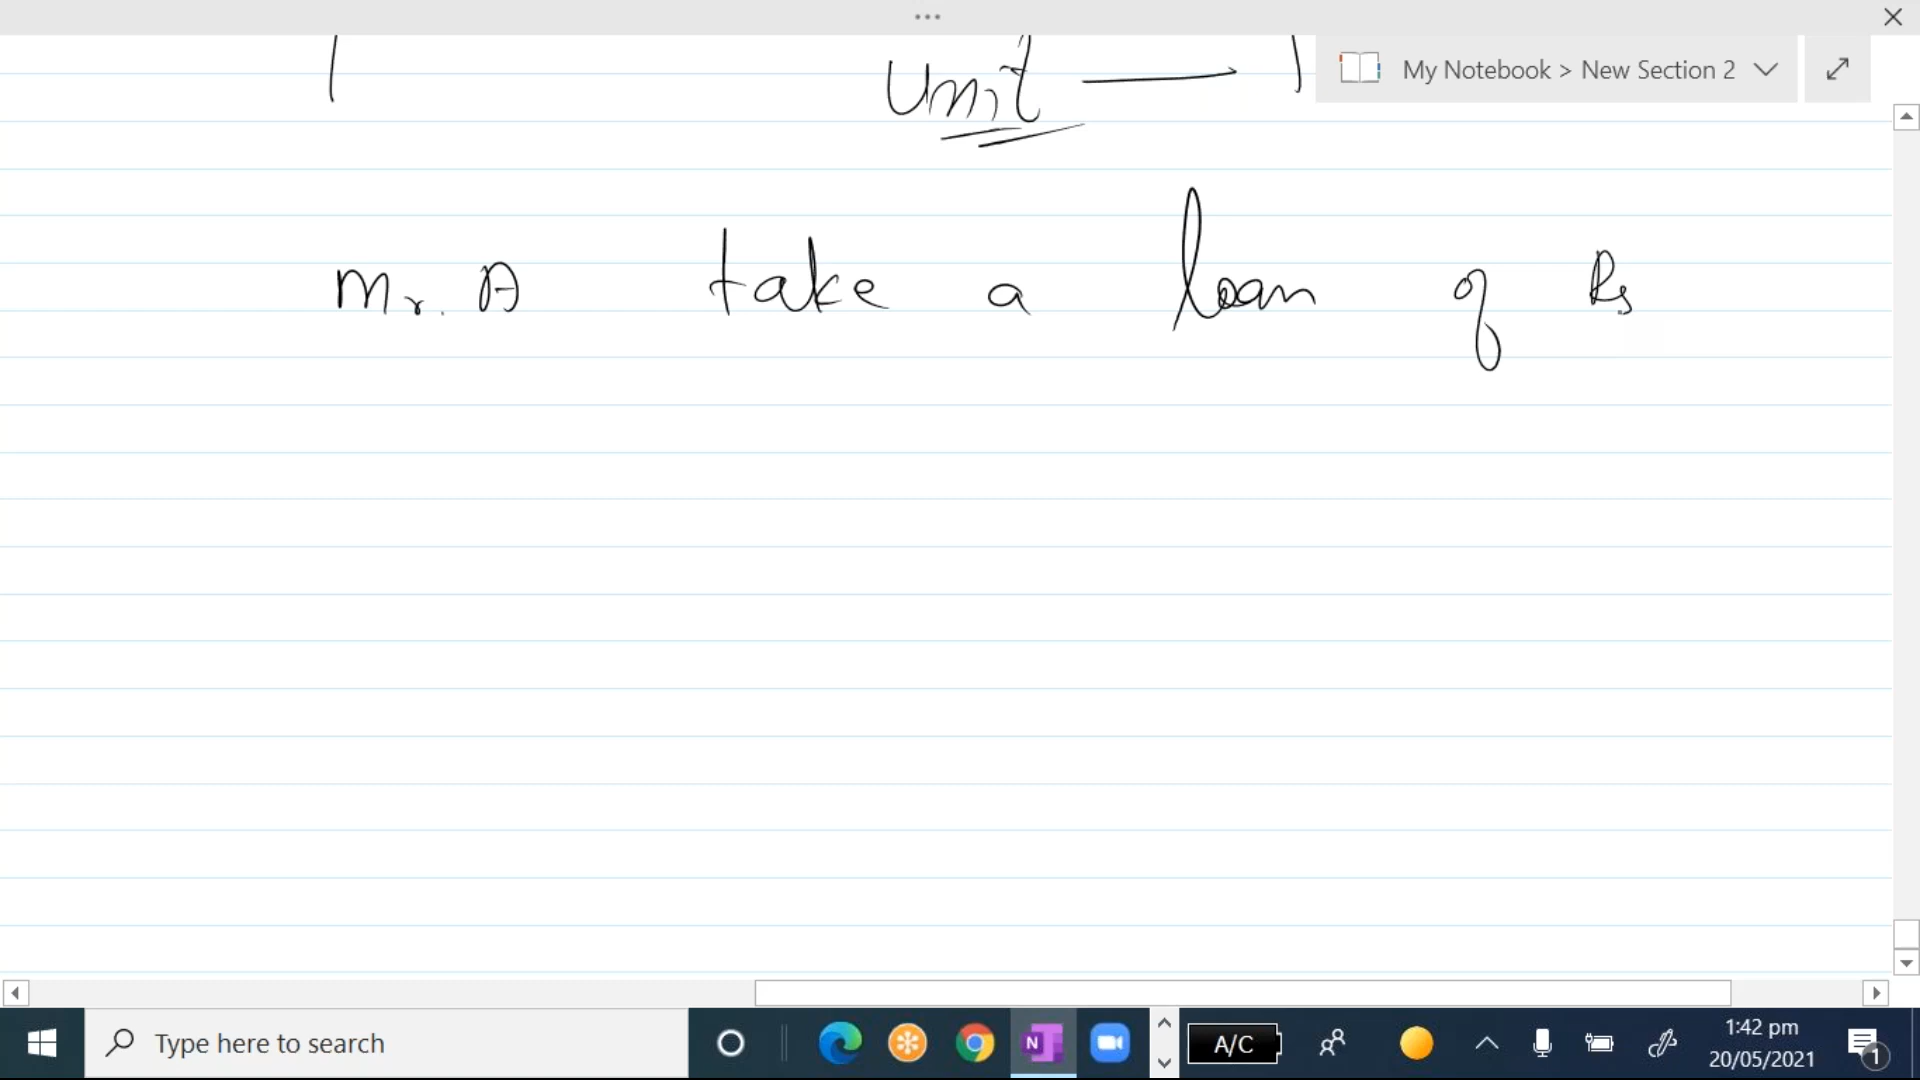 Unit
My Notebook > New Section 2
Mr. A take a loan of Rs
Type here to search
N
A/C
1:42 pm
20/05/2021
1